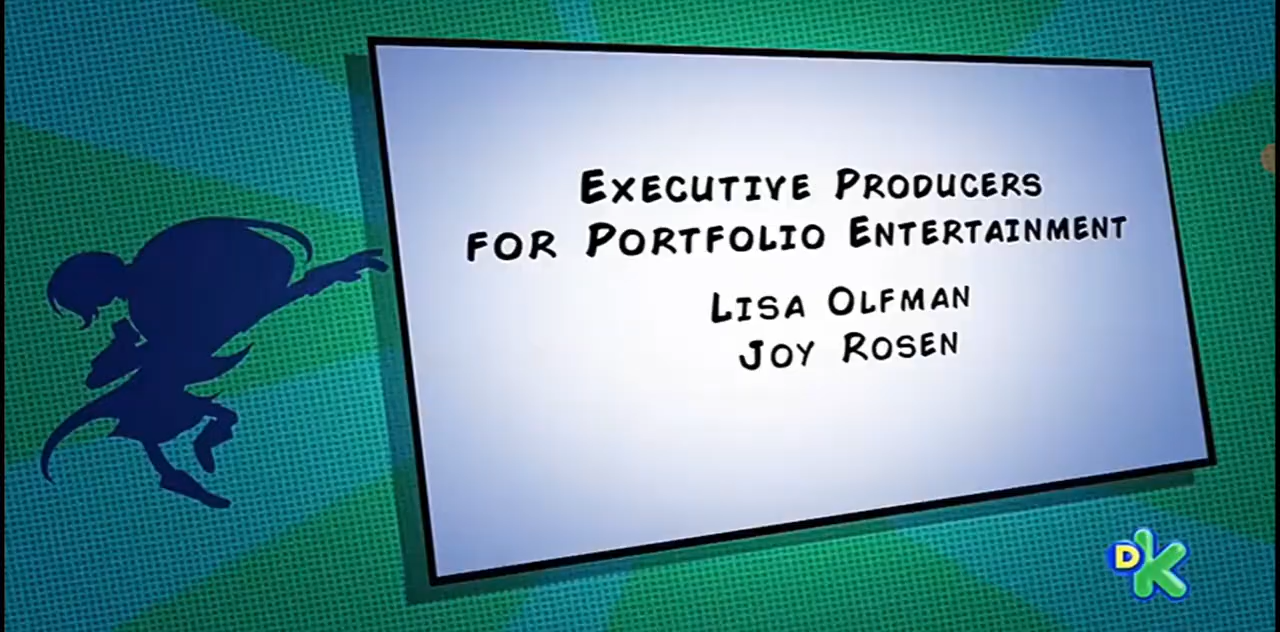 EXECUTIVE PRODUCERS
FOR PORTFOLIO ENTERTAINMENT
LISA OLFMAN
JOY ROSEN
DK